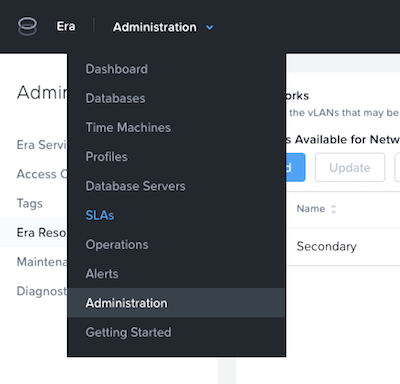 Era
Administration
Admin
Dashboard
orks
Databases
the vLANs that may be
Time Machines
s Available for Netw
Era Servi
Profiles
d
Update
Access C
Database Servers
Tags
SLAs
Name
Era Reso
Operations
Secondary
Maintena
Alerts
Diagnost
Administration
Getting Started